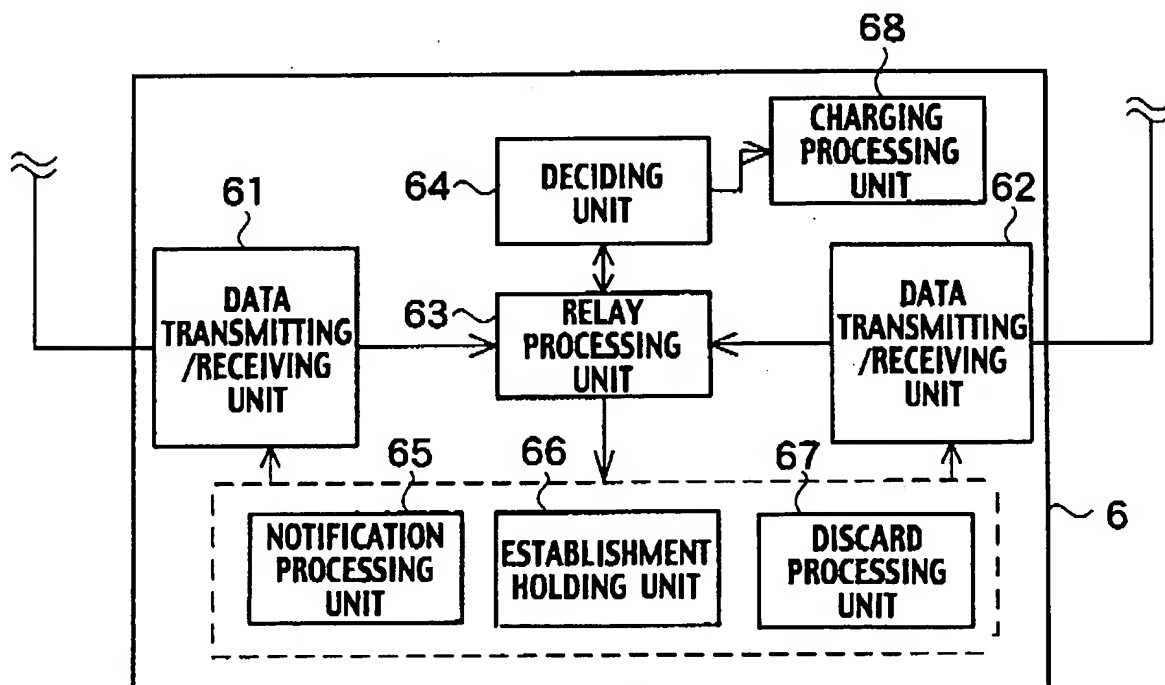 68
CHARGING
PROCESSING
UNIT
64
DECIDING
UNIT
61
62
DATA
TRANSMITTING
/RECEIVING
UNIT
63
RELAY
PROCESSING
UNIT
DATA
TRANSMITTING
/RECEIVING
UNIT
65
66
67
NOTIFICATION
PROCESSING
UNIT
ESTABLISHMENT
HOLDING UNIT
DISCARD
PROCESSING
UNIT
6